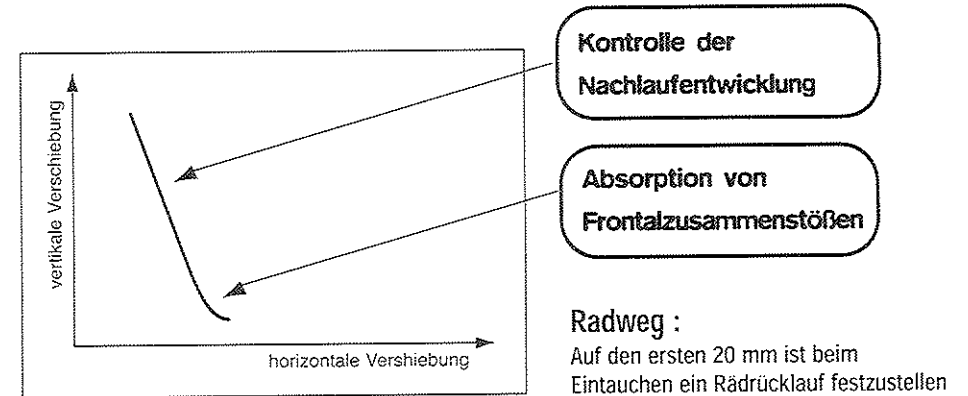 Kontrolle der
Nachlaufentwicklung
Absorption von
Frontalzusammenstößen
vertikale Verschiebung
horizontale Vershiebung
Radweg :
Auf den ersten 20 mm ist beim
Eintauchen ein Rädrücklauf festzustellen